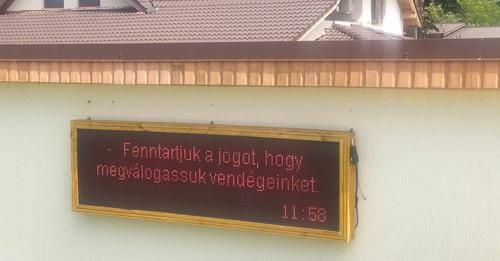 - Fenntartjuk a jogot, hogy
megválogassuk vendégeinket.
11:58